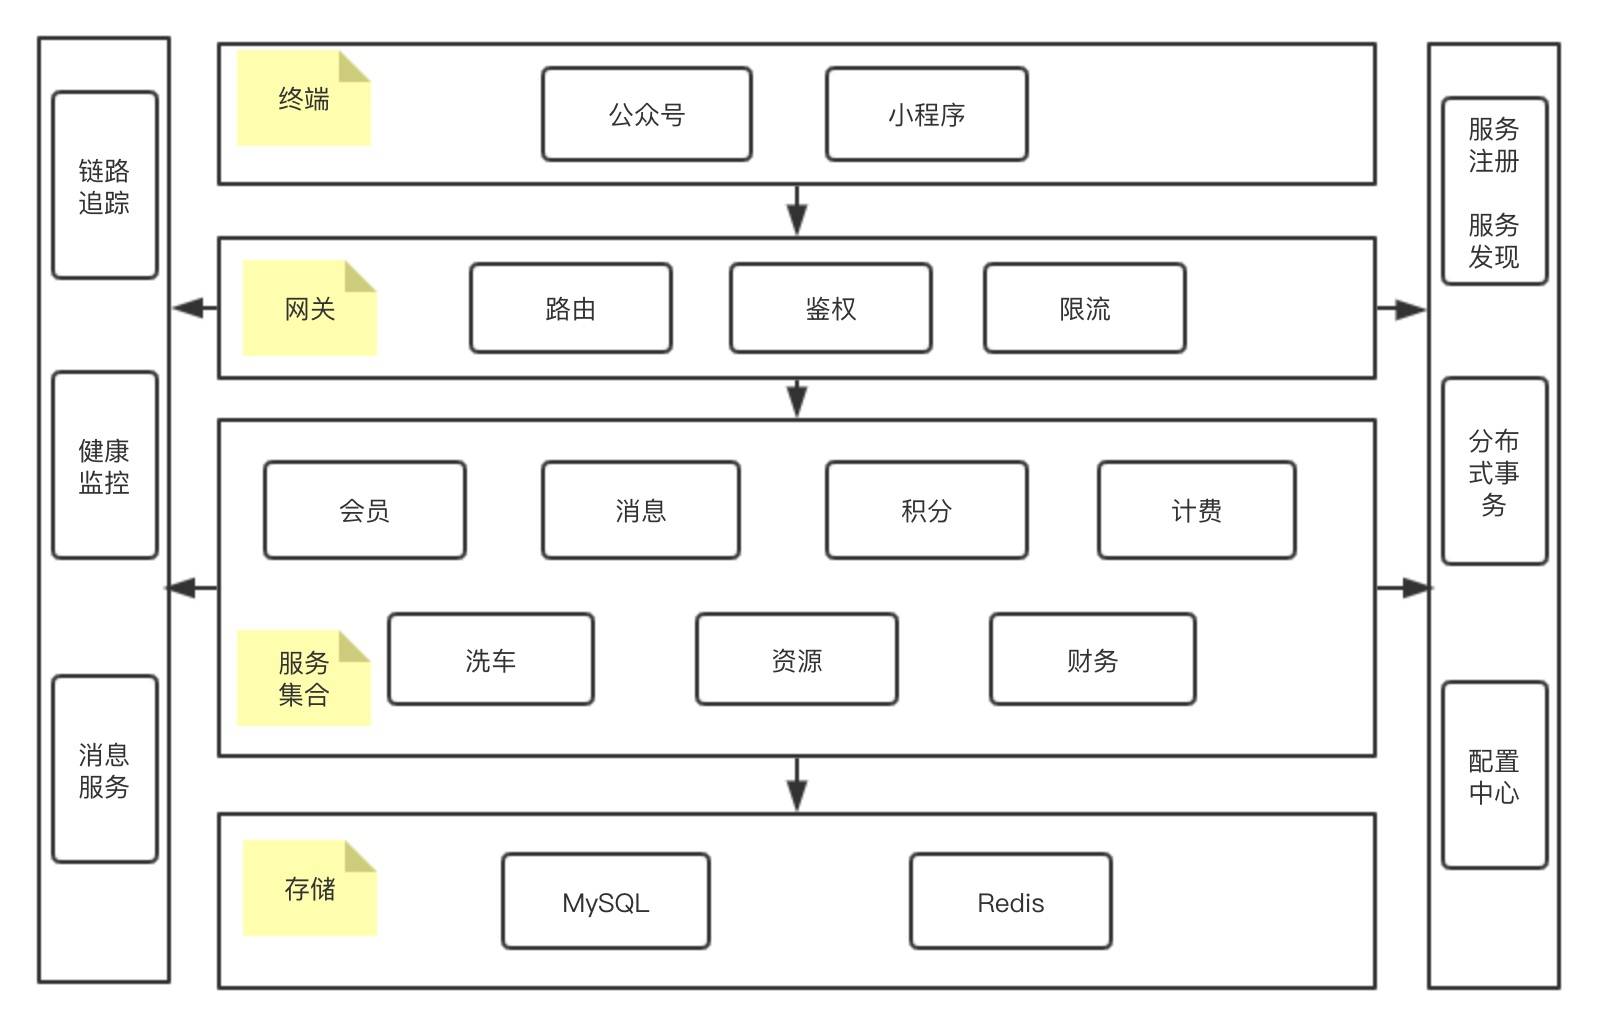 链路
追踪
健康
监控
消息
服务
终端
公众号
小程序
网关
路由
鉴权
限流
会员
消息
积分
计费
服务
集合
洗车
资源
财务
存储
MySQL
Redis
服务
注册
服务
发现
分布
式事
务
配置
中心